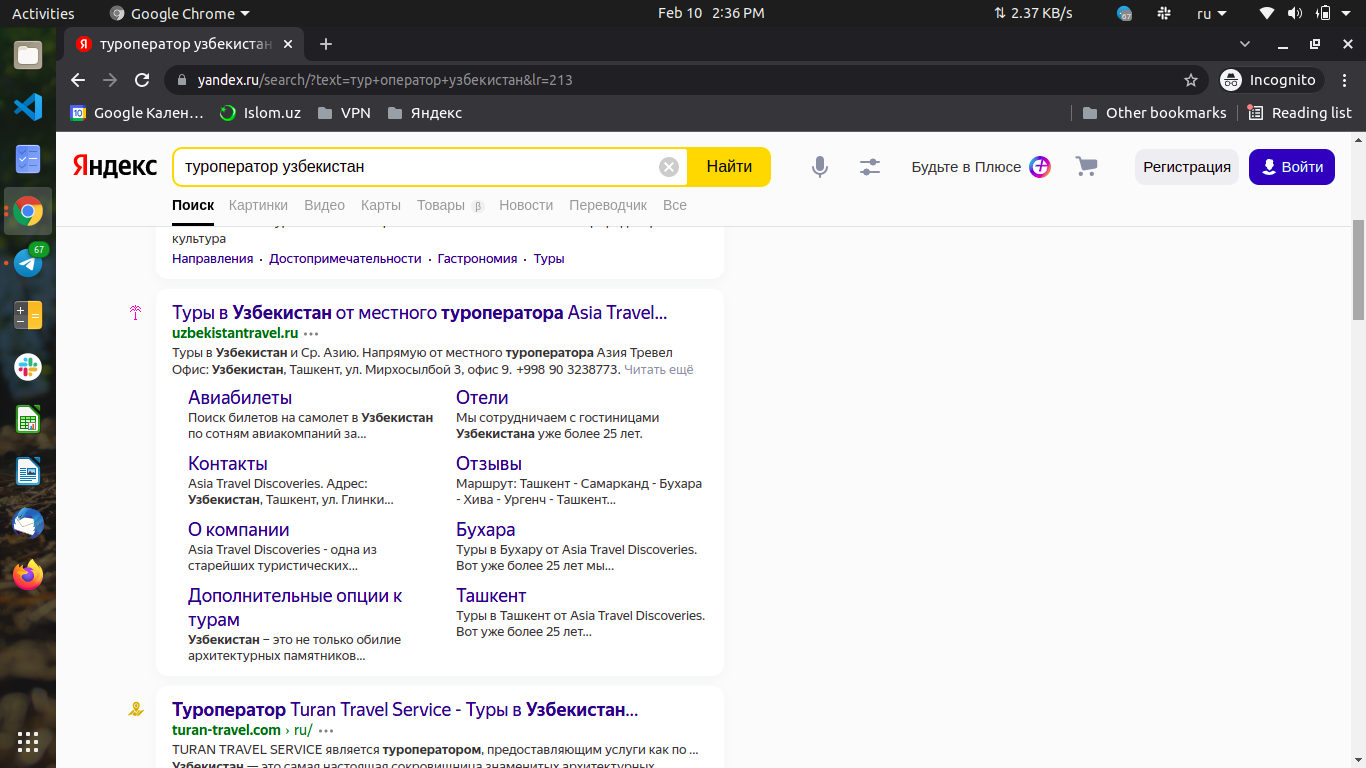 Activities
Google Chrome
Feb 10 2:36 PM
2.37 KB/s
67
ru
туроператор узбекистан
yandex.ru/search/?text=тур+оператор+узбекистан&lr=213
Incognito
10
Google Кален…
Islom.uz
VPN
Яндекс
Other bookmarks
Reading list
Яндекс
туроператор узбекистан
Найти
Будьте в Плюсе
Регистрация
Войти
Поиск
Картинки
Видео
Карты
Товары β
Новости
Переводчик
Все
67
культура
Направления · Достопримечательности · Гастрономия · Туры
Туры в Узбекистан от местного туроператора Asia Travel...
uzbekistantravel.ru
Туры в Узбекистан и Ср. Азию. Напрямую от местного туроператора Азия Тревел
Офис: Узбекистан, Ташкент, ул. Мирхосылбой 3, офис 9. +998 90 3238773. Читать ещё
Авиабилеты
Поиск билетов на самолет в Узбекистан
по сотням авиакомпаний за...
Отели
Мы сотрудничаем с гостиницами
Узбекистана уже более 25 лет.
Контакты
Asia Travel Discoveries. Адрес:
Узбекистан, Ташкент, ул. Глинки...
Отзывы
Маршрут: Ташкент - Самарканд - Бухара
- Хива - Ургенч - Ташкент...
О компании
Asia Travel Discoveries - одна из
старейших туристических...
Бухара
Туры в Бухару от Asia Travel Discoveries.
Вот уже более 25 лет мы...
Дополнительные опции к
турам
Узбекистан – это не только обилие
архитектурных памятников...
Ташкент
Туры в Ташкент от Asia Travel Discoveries.
Вот уже более 25 лет...
Туроператор Turan Travel Service - Туры в Узбекистан...
turan-travel.com › ru/
TURAN TRAVEL SERVICE является туроператором, предоставляющим услуги как по ...
Узбекистан — это самая настоящая сокровищница знаменитых архитектурных